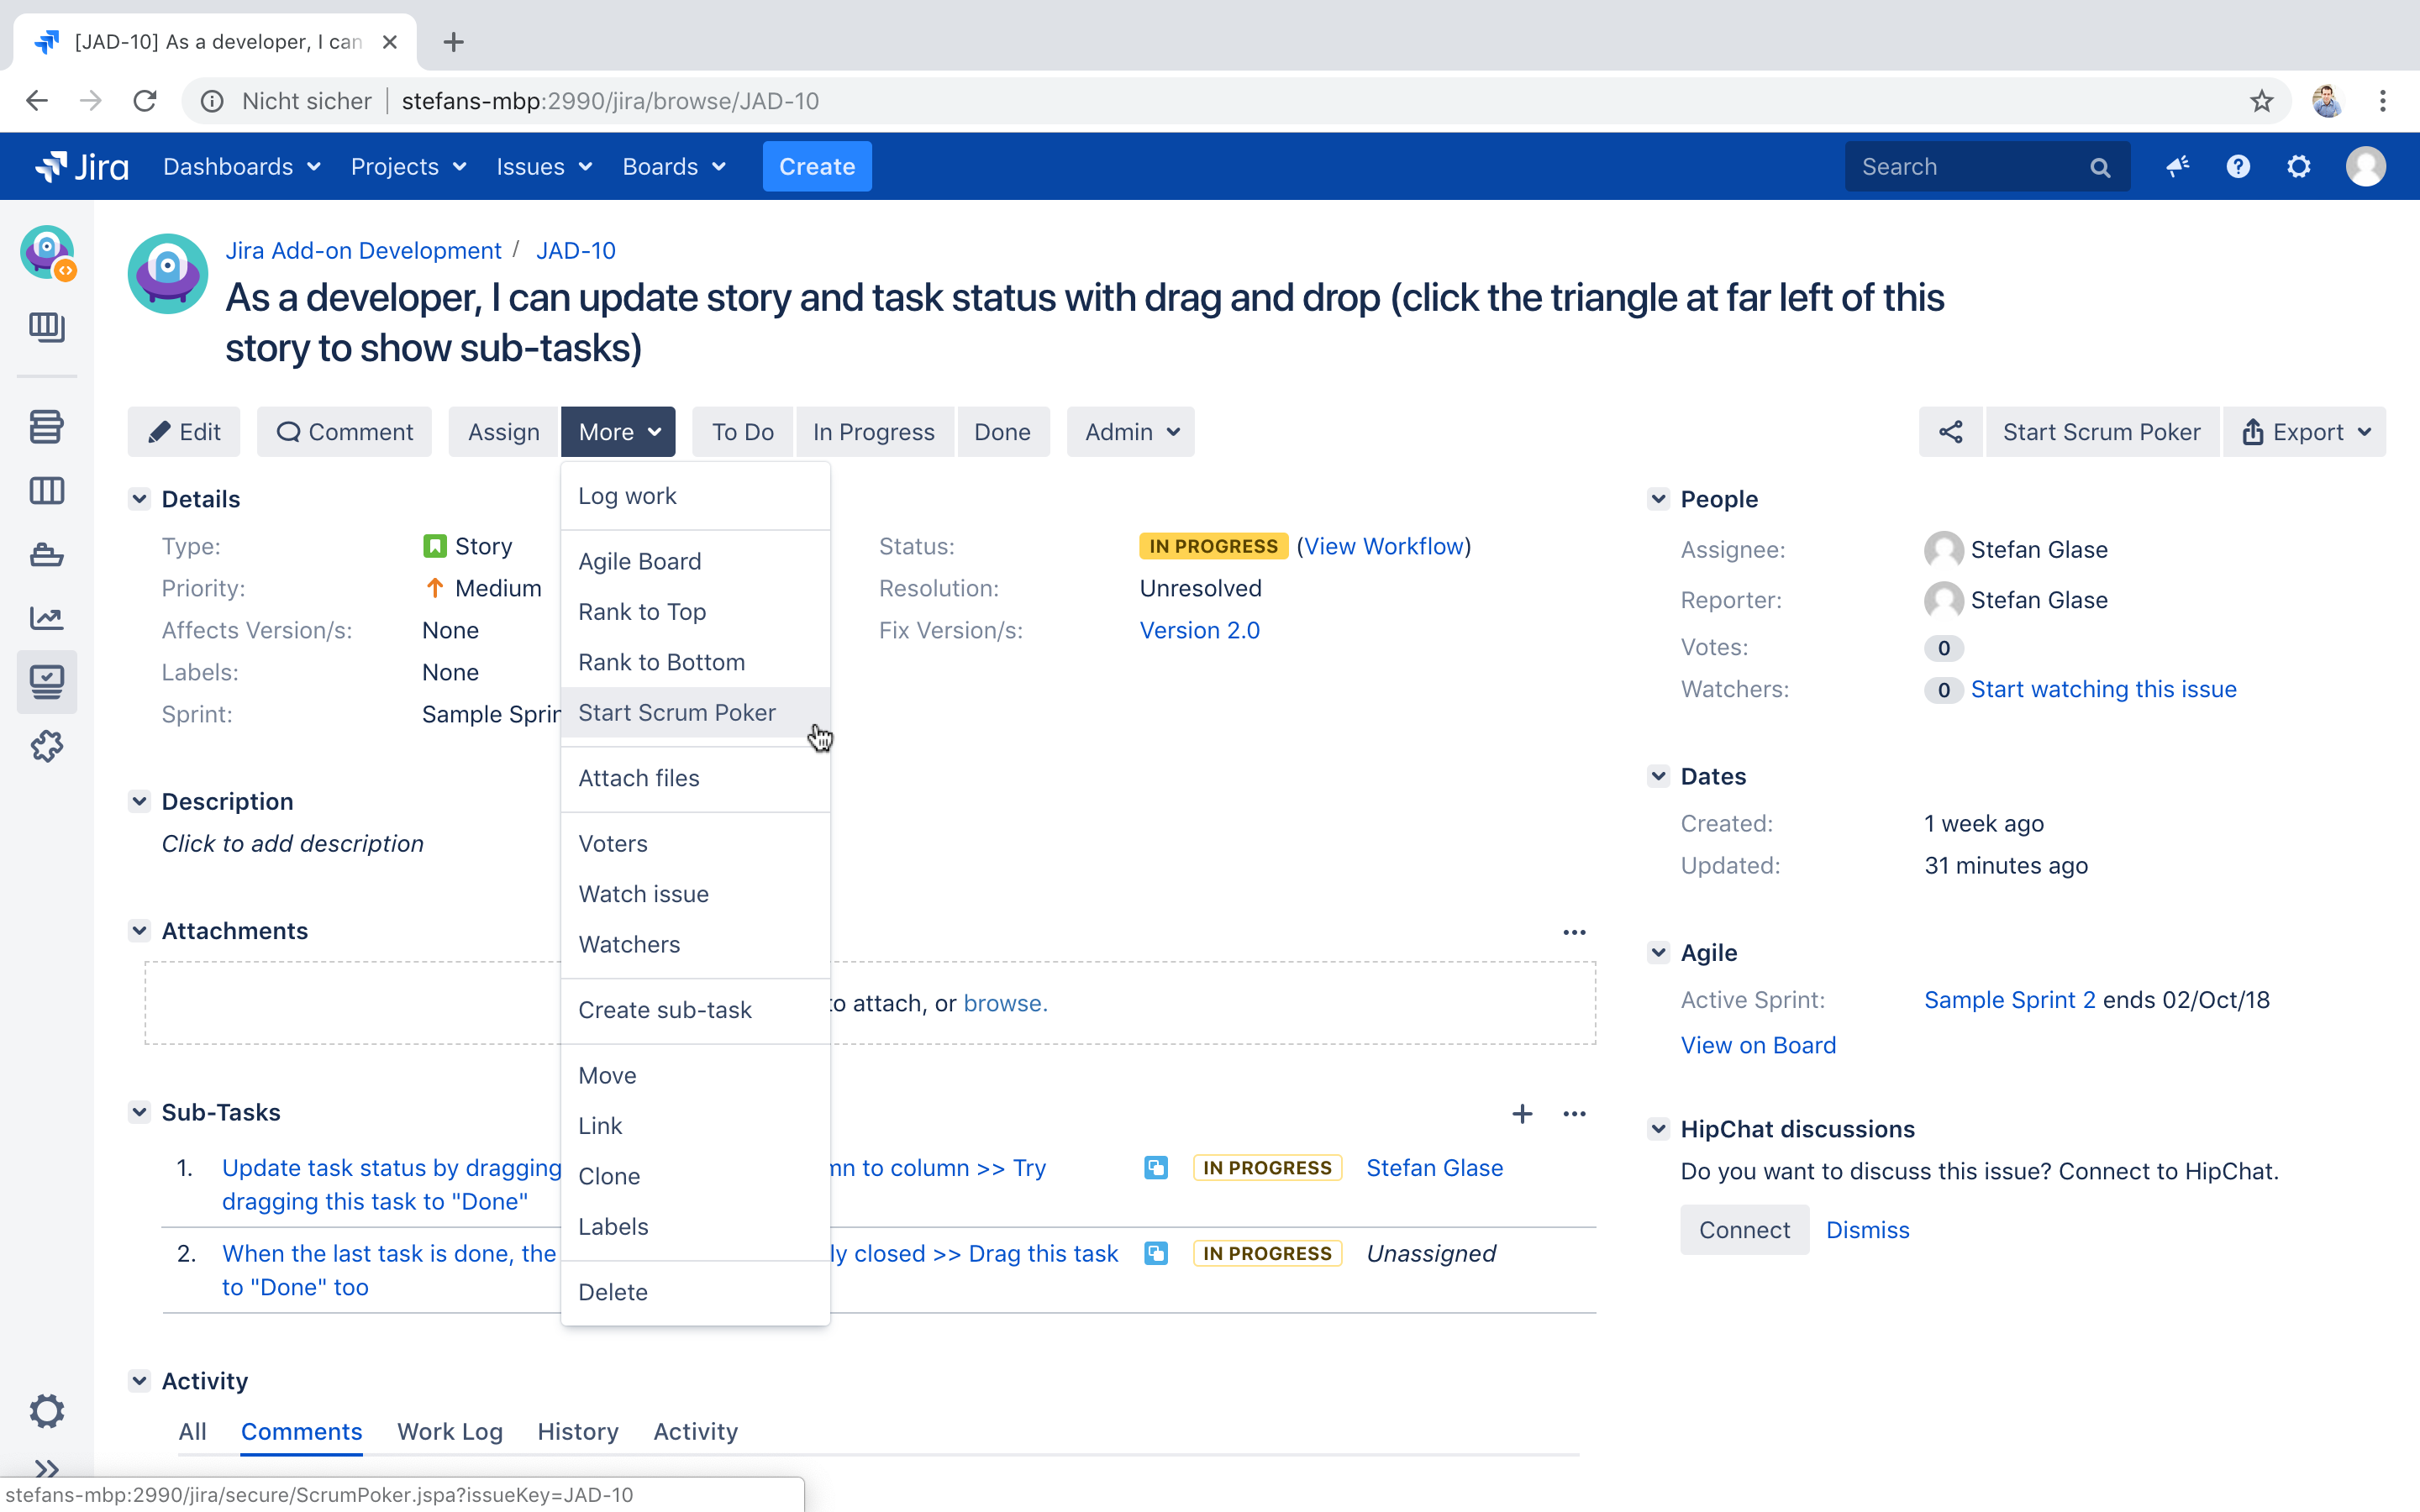 [JAD-10] As a developer, I can
Nicht sicher | stefans-mbp:2990/jira/browse/JAD-10
Jira Dashboards Projects Issues Boards Create Search
Jira Add-on Development / JAD-10
As a developer, I can update story and task status with drag and drop (click the triangle at far left of this
story to show sub-tasks)
Edit Comment Assign More To Do In Progress Done Admin Start Scrum Poker Export
Log work
Agile Board
Rank to Top
Rank to Bottom
Start Scrum Poker
Attach files
Voters
Watch issue
Watchers
Create sub-task
Move
Link
Clone
Labels
Delete
Details
Type: Story
Priority: Medium
Affects Version/s: None
Labels: None
Sprint: Sample Sprin
Status: IN PROGRESS (View Workflow)
Resolution: Unresolved
Fix Version/s: Version 2.0
Description
Click to add description
Attachments
to attach, or browse.
Sub-Tasks
1. Update task status by dragging mn to column >> Try IN PROGRESS Stefan Glase
dragging this task to "Done"
2. When the last task is done, the ly closed >> Drag this task IN PROGRESS Unassigned
to "Done" too
Activity
All Comments Work Log History Activity
People
Assignee: Stefan Glase
Reporter: Stefan Glase
Votes: 0
Watchers: 0 Start watching this issue
Dates
Created: 1 week ago
Updated: 31 minutes ago
Agile
Active Sprint: Sample Sprint 2 ends 02/Oct/18
View on Board
HipChat discussions
Do you want to discuss this issue? Connect to HipChat.
Connect Dismiss
stefans-mbp:2990/jira/secure/ScrumPoker.jspa?issueKey=JAD-10